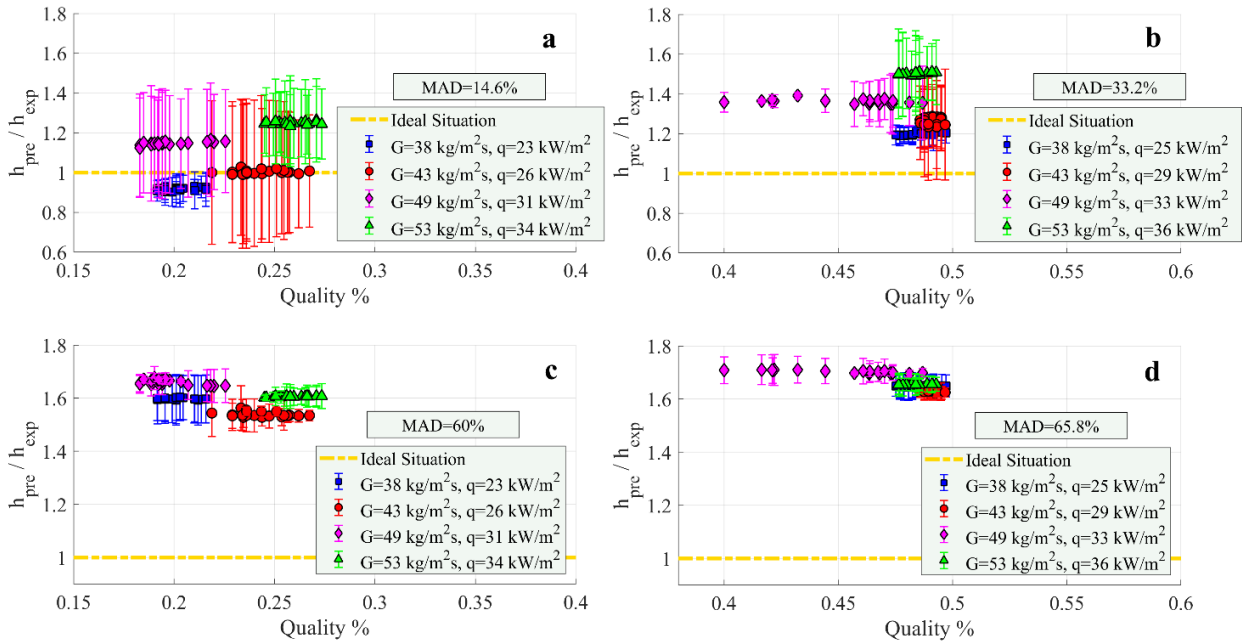 a
MAD=14.6%
Ideal Situation
G=38 kg/m²s, q=23 kW/m²
G=43 kg/m²s, q=26 kW/m²
G=49 kg/m²s, q=31 kW/m²
G=53 kg/m²s, q=34 kW/m²
1.8
1.6
1.4
1.2
1
0.8
0.6
h_pre / h_exp
0.15
0.2
0.25
0.3
0.35
0.4
Quality %
b
MAD=33.2%
Ideal Situation
G=38 kg/m²s, q=25 kW/m²
G=43 kg/m²s, q=29 kW/m²
G=49 kg/m²s, q=33 kW/m²
G=53 kg/m²s, q=36 kW/m²
1.8
1.6
1.4
1.2
1
0.8
0.6
h_pre / h_exp
0.4
0.45
0.5
0.55
0.6
Quality %
c
MAD=60%
Ideal Situation
G=38 kg/m²s, q=23 kW/m²
G=43 kg/m²s, q=26 kW/m²
G=49 kg/m²s, q=31 kW/m²
G=53 kg/m²s, q=34 kW/m²
1.8
1.6
1.4
1.2
1
h_pre / h_exp
0.15
0.2
0.25
0.3
0.35
0.4
Quality %
d
MAD=65.8%
Ideal Situation
G=38 kg/m²s, q=25 kW/m²
G=43 kg/m²s, q=29 kW/m²
G=49 kg/m²s, q=33 kW/m²
G=53 kg/m²s, q=36 kW/m²
1.8
1.6
1.4
1.2
1
h_pre / h_exp
0.4
0.45
0.5
0.55
0.6
Quality %